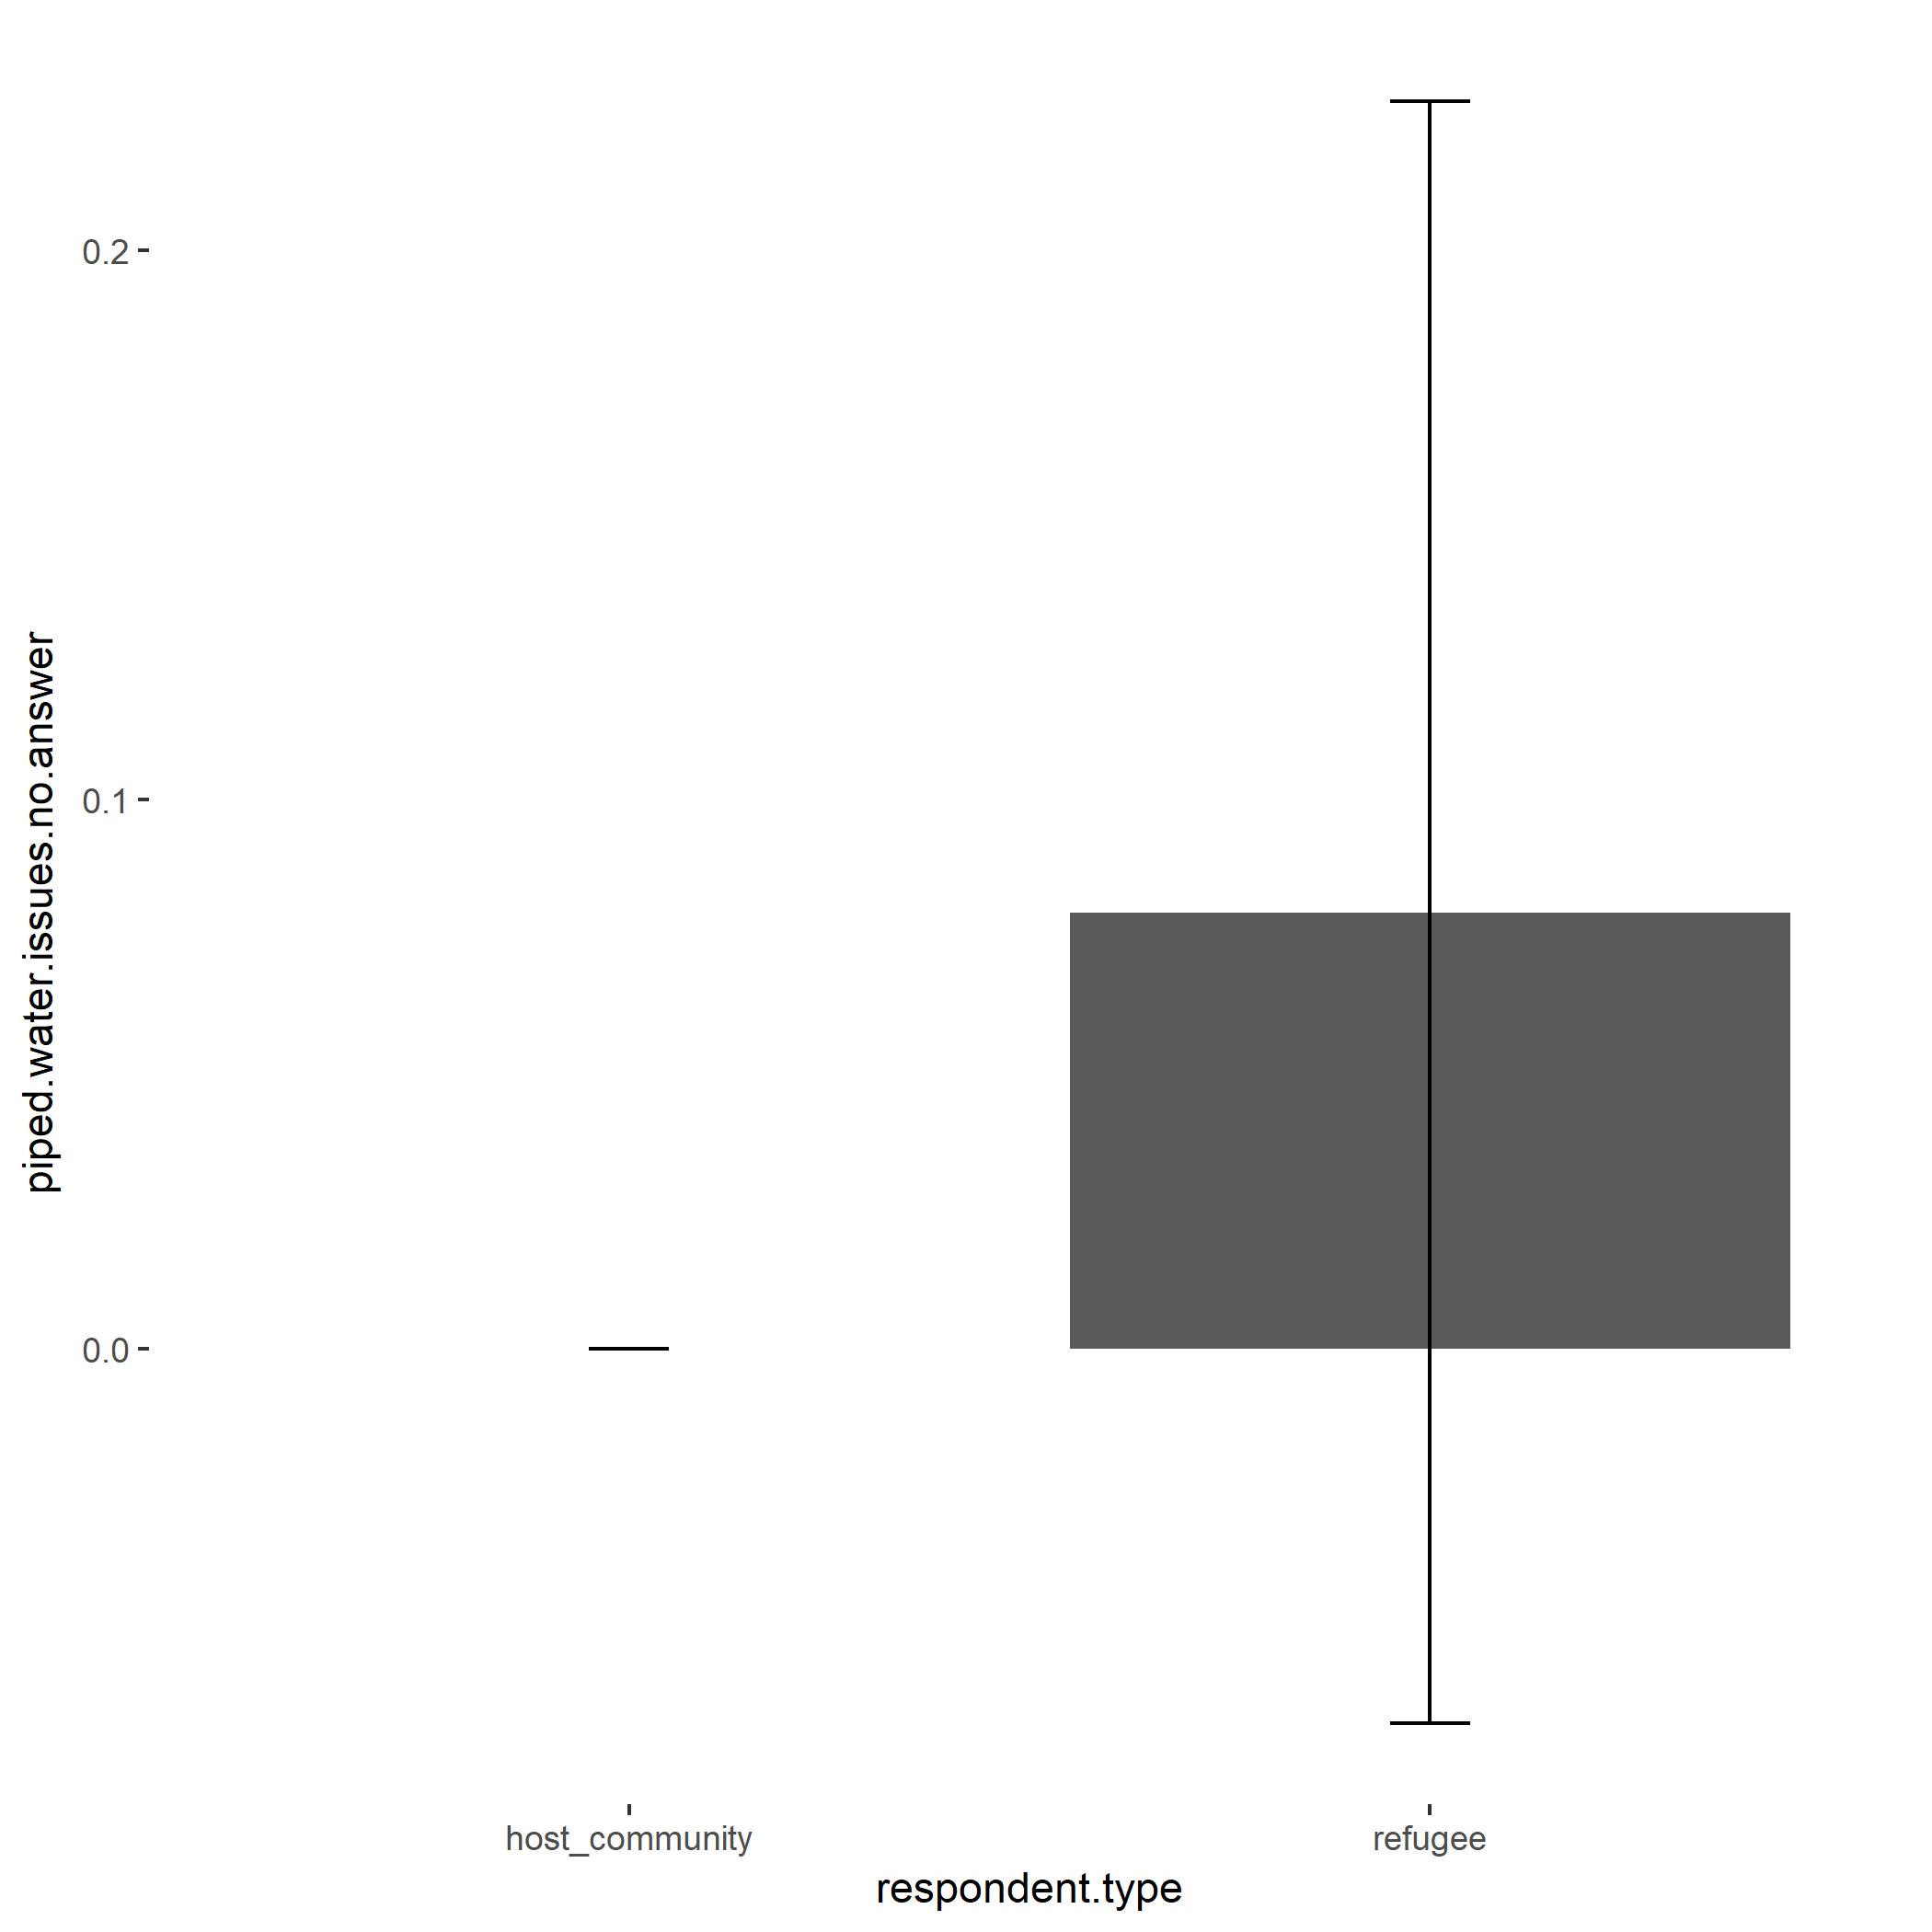 piped.water.issues.no.answer
0.2
0.1
0.0
host_community
refugee
respondent.type